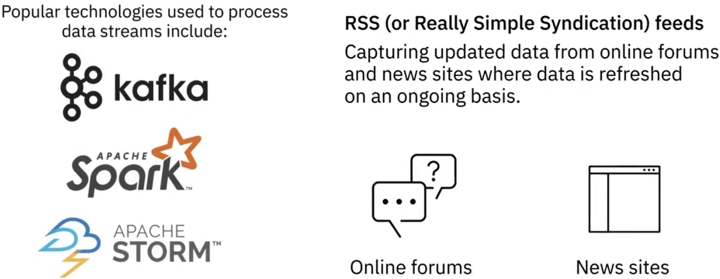 Popular technologies used to process
data streams include:
kafka
APACHE
Spark™
APACHE
STORM™
RSS (or Really Simple Syndication) feeds
Capturing updated data from online forums
and news sites where data is refreshed
on an ongoing basis.
?
Online forums
News sites